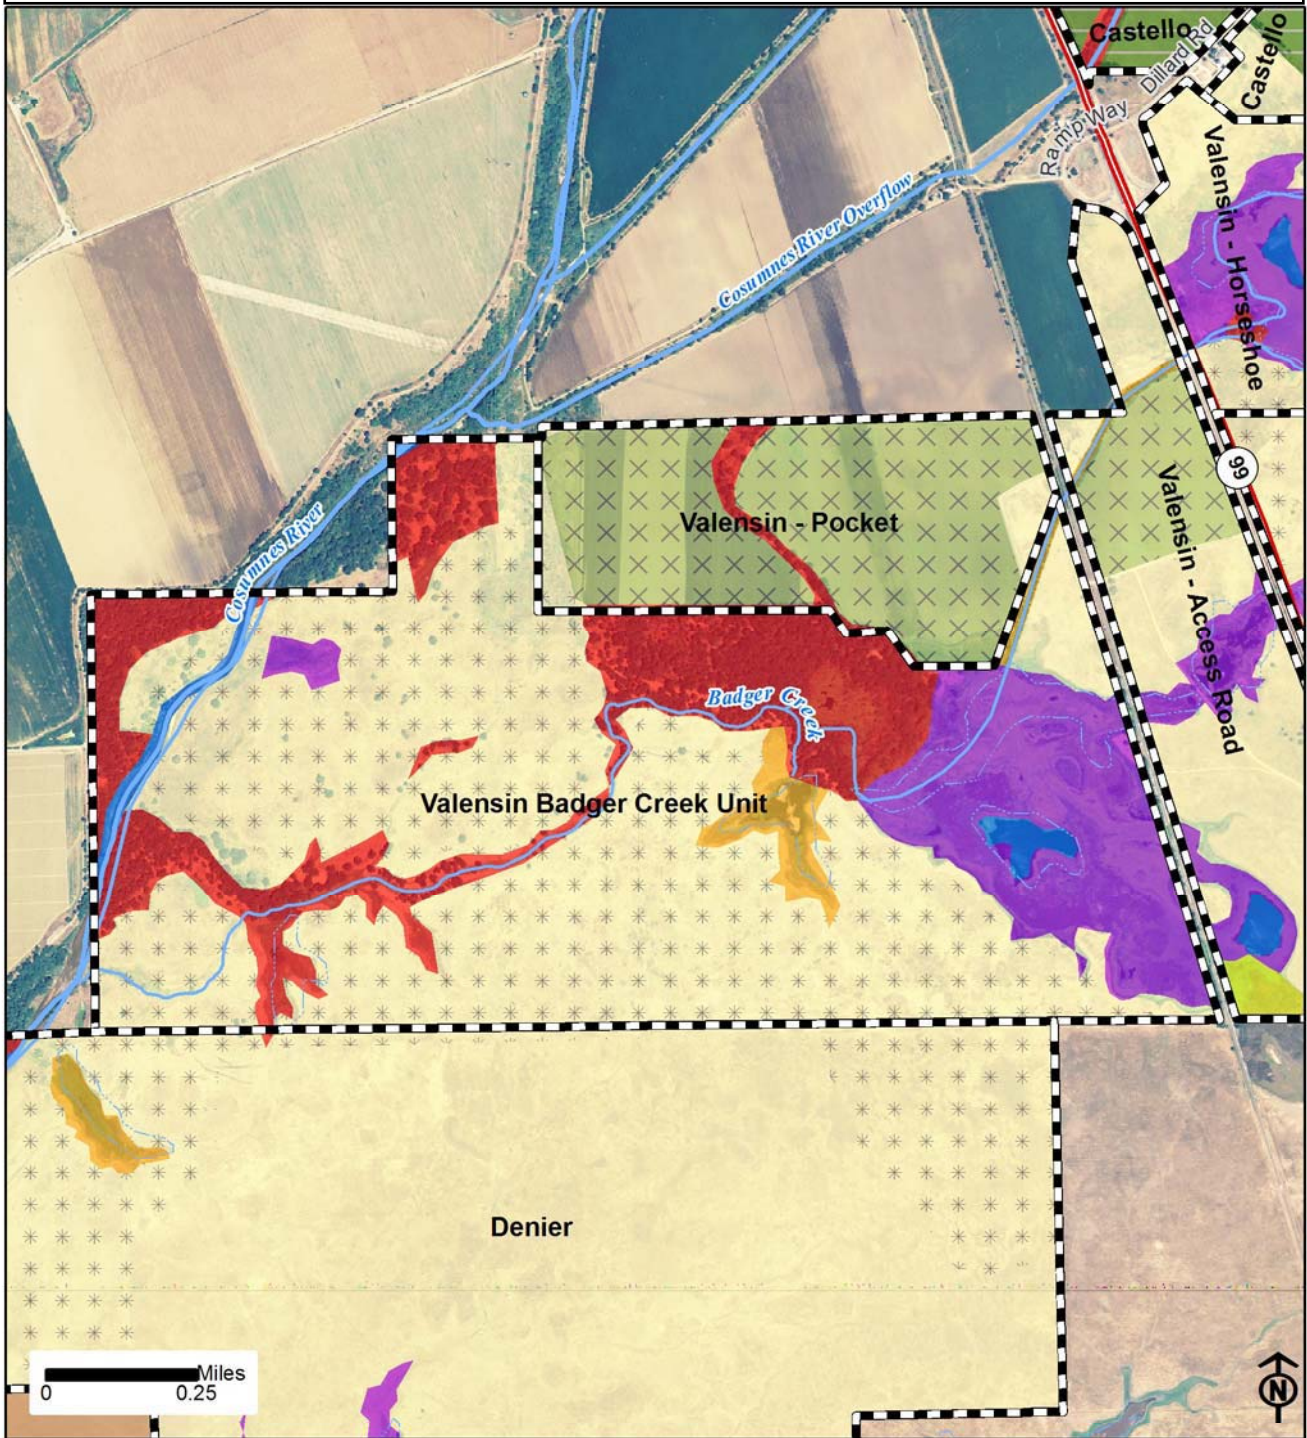 Castello
Dillard Rd
Castello
Ramp Way
Valensin - Horseshoe
Cosumnes River Overflow
99
Valensin - Pocket
Valensin - Access Road
Cosumnes River
Badger Creek
Valensin Badger Creek Unit
Denier
Miles
0 0.25
N